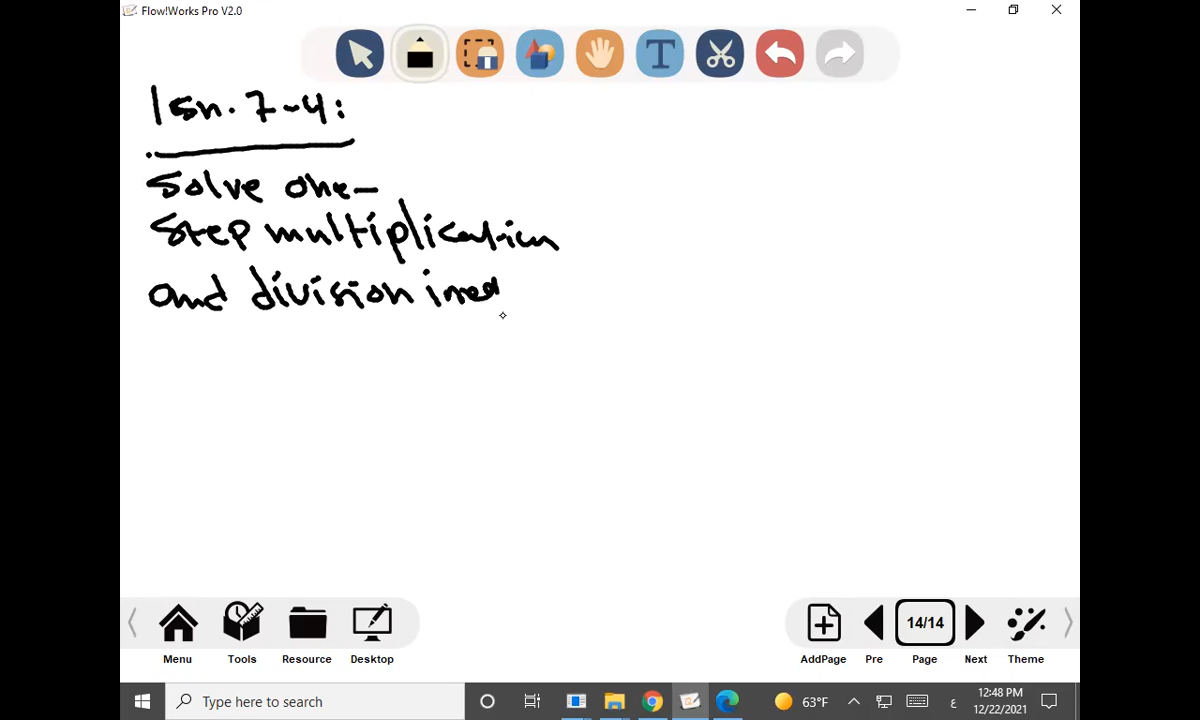 Flow!Works Pro V2.0
lsn. 7-4:
Solve one-
step multiplication
and division ineq
14/14
Menu
Tools
Resource
Desktop
AddPage
Pre
Page
Next
Theme
Type here to search
63°F
ع
12:48 PM
12/22/2021